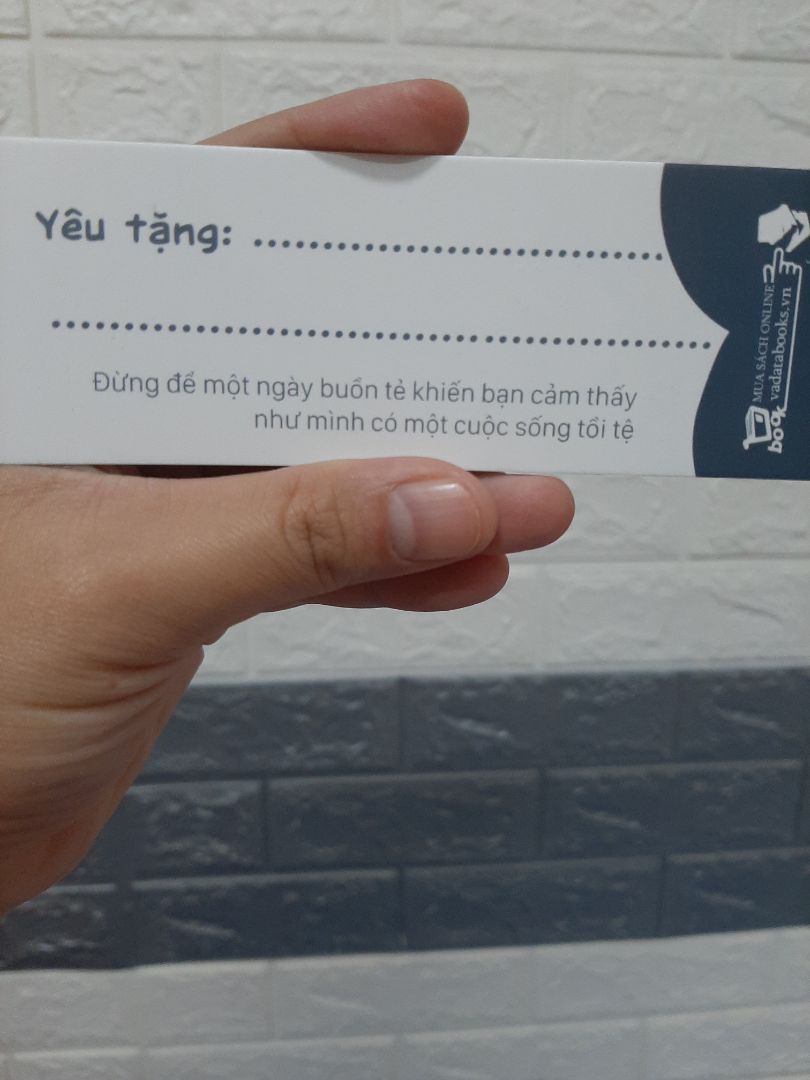 Yêu tặng: ..............................
................................................
Đừng để một ngày buồn tẻ khiến bạn cảm thấy
như mình có một cuộc sống tồi tệ
MUA SÁCH ONLINE
vadatabooks.vn
book